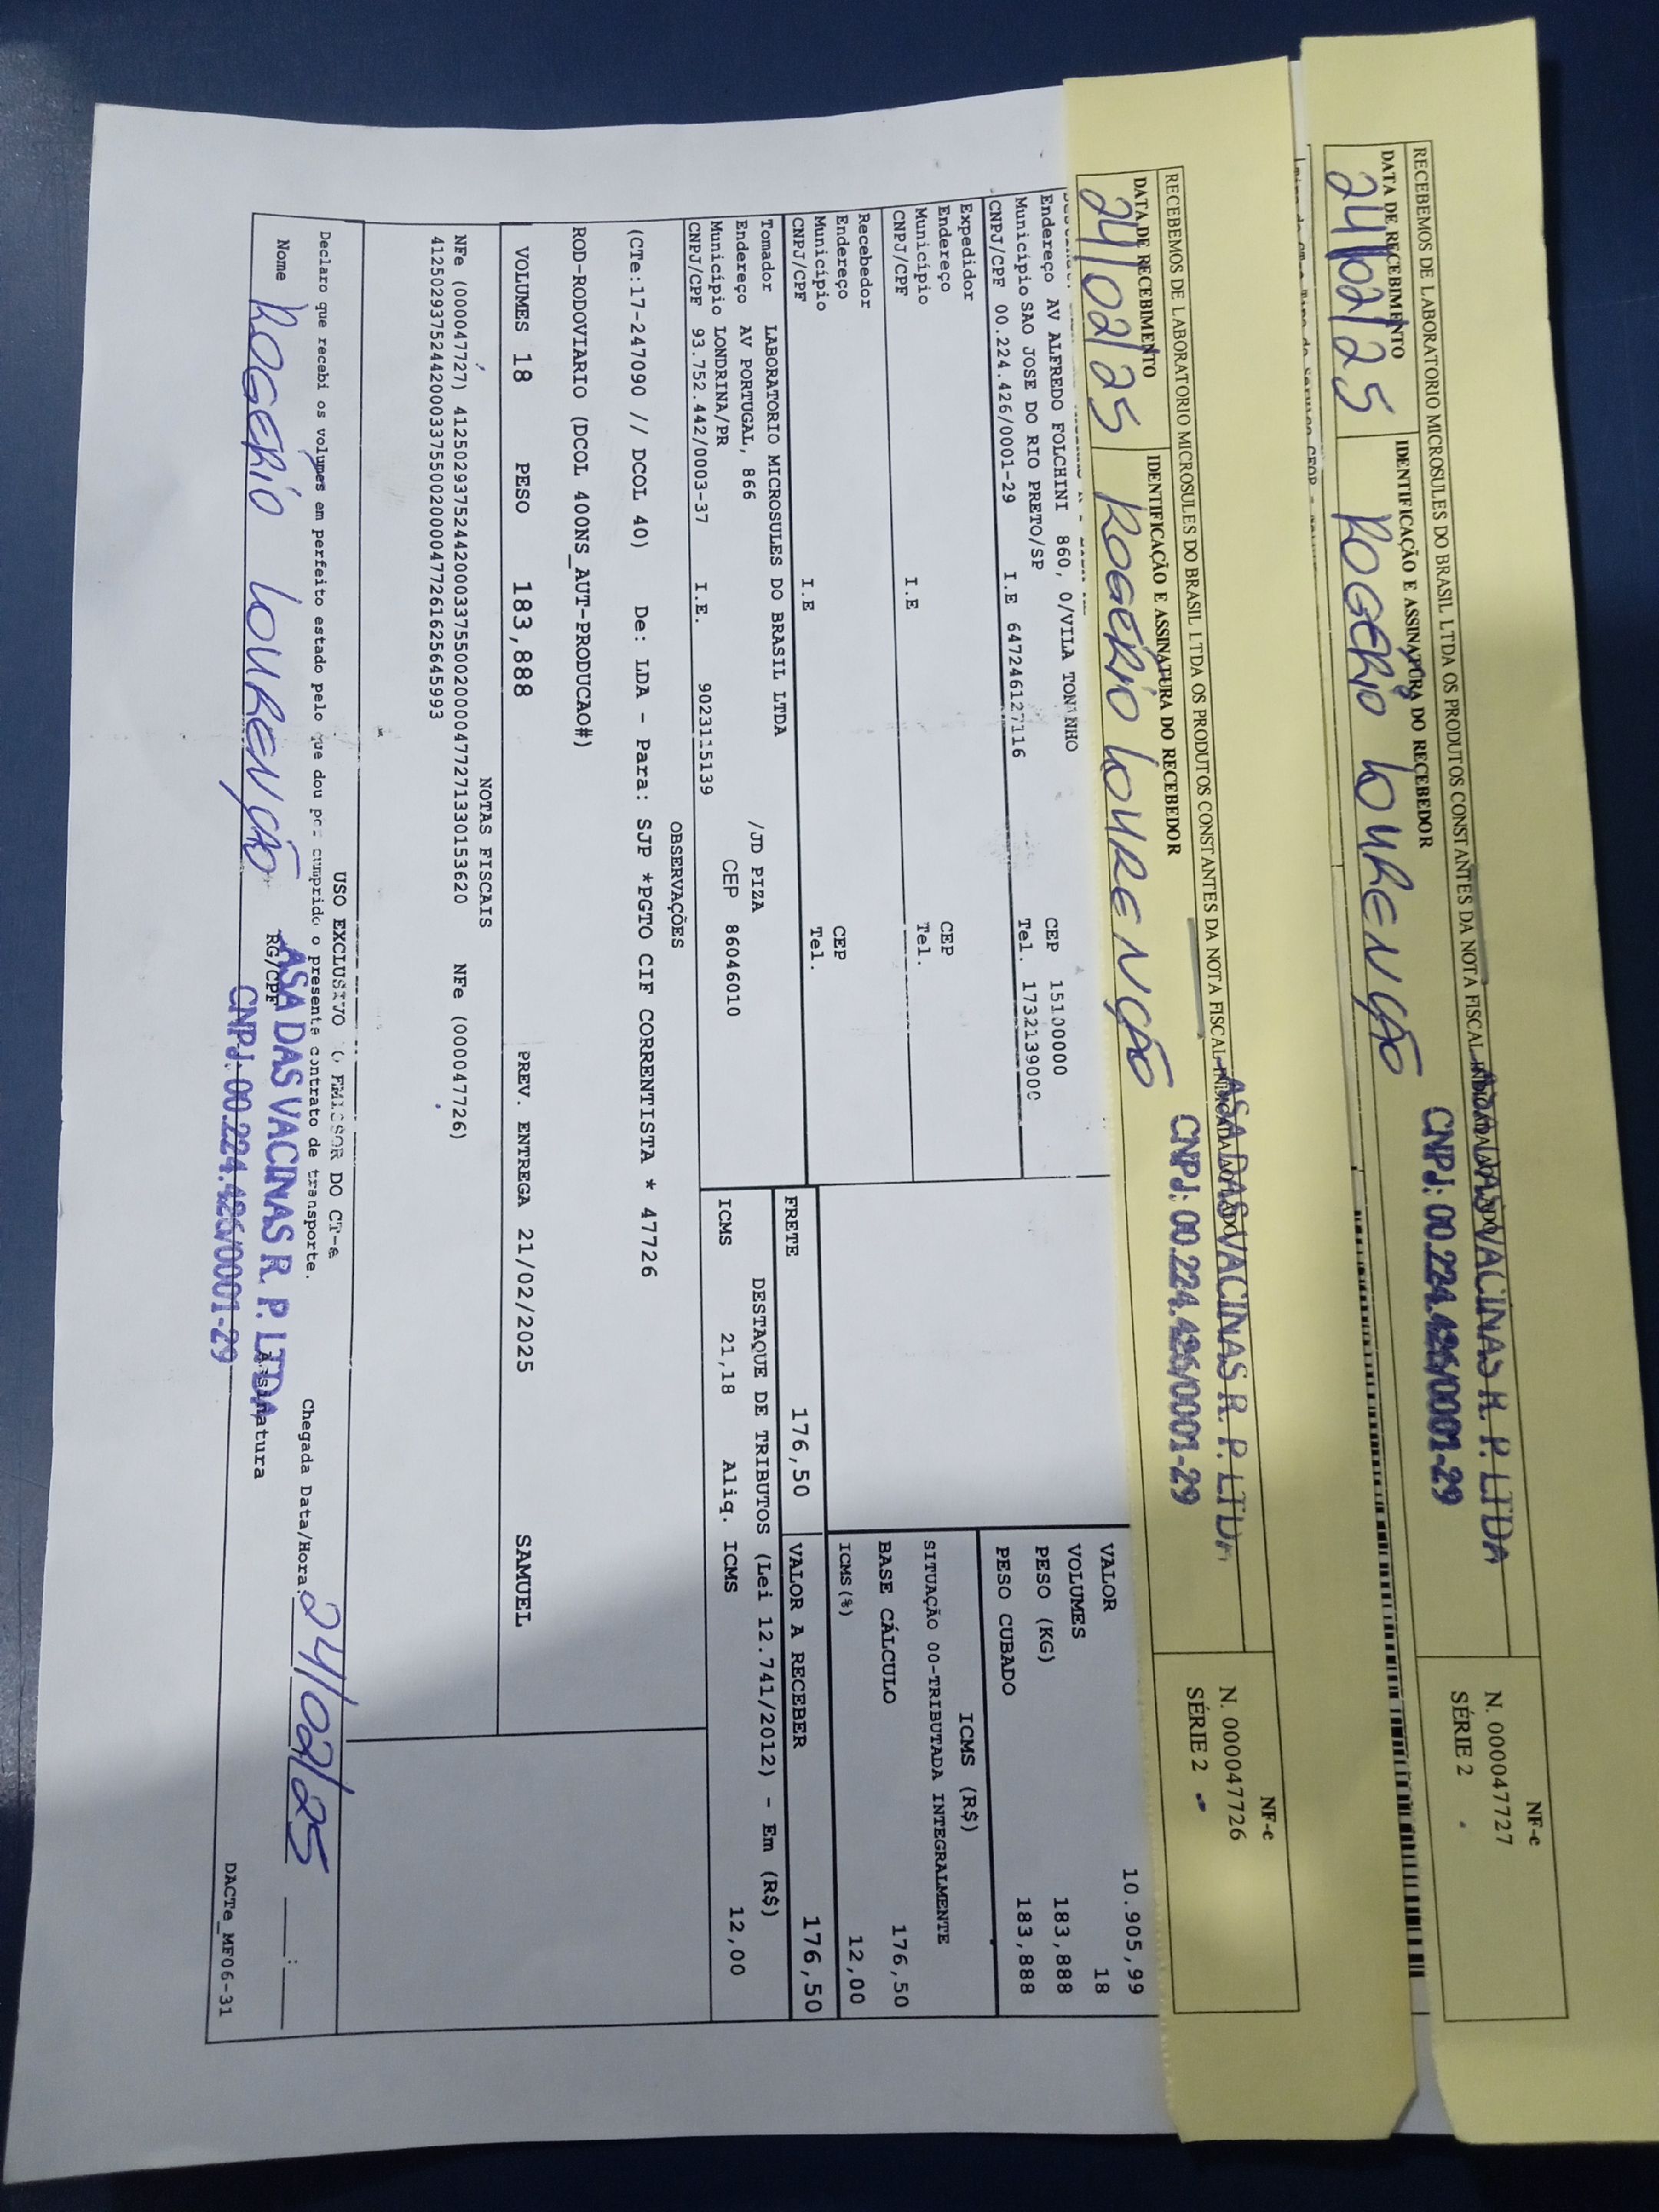 RECEBEMOS DE LABORATORIO MICROSULES DO BRASIL LTDA OS PRODUTOS CONSTANTES DA NOTA FISCAL INDICADA AO LADO
DATA DE RECEBIMENTO
IDENTIFICAÇÃO E ASSINATURA DO RECEBEDOR
24/02/25 ROGÉRIO LOURENÇÃO
ASA DAS VACINAS R. P. LTDA
CNPJ: 00.224.426/0001-29
NF-e
N. 000047727
SÉRIE 2
RECEBEMOS DE LABORATORIO MICROSULES DO BRASIL LTDA OS PRODUTOS CONSTANTES DA NOTA FISCAL INDICADA AO LADO
DATA DE RECEBIMENTO
IDENTIFICAÇÃO E ASSINATURA DO RECEBEDOR
24/02/25 ROGÉRIO LOURENÇÃO
ASA DAS VACINAS R. P. LTDA
CNPJ: 00.224.426/0001-29
NF-e
N. 000047726
SÉRIE 2
Endereço AV ALFREDO FOLCHINI 860, 0/VILA TONINHO CEP 15100000
Município SAO JOSE DO RIO PRETO/SP Tel. 1732139000
CNPJ/CPF 00.224.426/0001-29 I.E 647246127116
Expedidor
Endereço CEP
Município Tel.
CNPJ/CPF I.E
Recebedor
Endereço CEP
Município Tel.
CNPJ/CPF I.E
VALOR 10.905,99
VOLUMES 18
PESO (KG) 183,888
PESO CUBADO 183,888
ICMS (R$)
SITUAÇÃO 00-TRIBUTADA INTEGRALMENTE
BASE CÁLCULO 176,50
ICMS(%) 12,00
Tomador LABORATORIO MICROSULES DO BRASIL LTDA
Endereço AV PORTUGAL, 866 /JD PIZA
Município LONDRINA/PR CEP 86046010
CNPJ/CPF 93.752.442/0003-37 I.E. 9023115139
FRETE 176,50 VALOR A RECEBER 176,50
DESTAQUE DE TRIBUTOS (Lei 12.741/2012) - Em (R$)
ICMS 21,18 Aliq. ICMS 12,00
OBSERVAÇÕES
(CTe:17-247090 // DCOL 40) De: LDA - Para: SJP *PGTO CIF CORRENTISTA * 47726
ROD-RODOVIARIO (DCOL 400NS_AUT-PRODUCAO#)
VOLUMES 18 PESO 183,888 PREV. ENTREGA 21/02/2025 SAMUEL
NOTAS FISCAIS
NFe (000047727) 41250293752442000337550020000477271330153620 NFe (000047726)
41250293752442000337550020000477261625645993
USO EXCLUSIVO DO EMISSOR DO CT-e
Declaro que recebi os volumes em perfeito estado pelo que dou por cumprido o presente contrato de transporte.
Chegada Data/Hora 24/02/25 __:__
Nome ROGÉRIO LOURENÇÃO RG/CPF Assinatura
ASA DAS VACINAS R. P. LTDA
CNPJ: 00.224.426/0001-29
DACTe_MF06-31